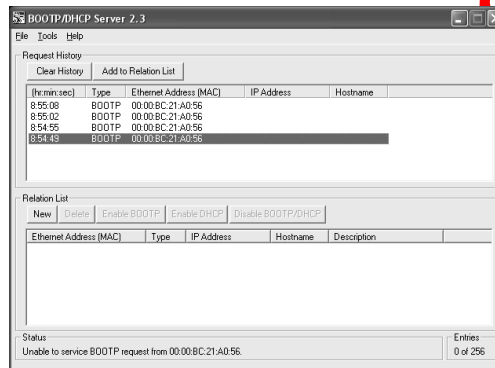 BOOTP/DHCP Server 2.3
File Tools Help
Request History
Clear History Add to Relation List
(hr:min:sec) Type Ethernet Address (MAC) IP Address Hostname
8:55:08 BOOTP 00:00:BC:21:A0:56
8:55:02 BOOTP 00:00:BC:21:A0:56
8:54:55 BOOTP 00:00:BC:21:A0:56
8:54:49 BOOTP 00:00:BC:21:A0:56
Relation List
New Delete Enable BOOTP Enable DHCP Disable BOOTP/DHCP
Ethernet Address (MAC) Type IP Address Hostname Description
Status
Unable to service BOOTP request from 00:00:BC:21:A0:56.
Entries
0 of 256